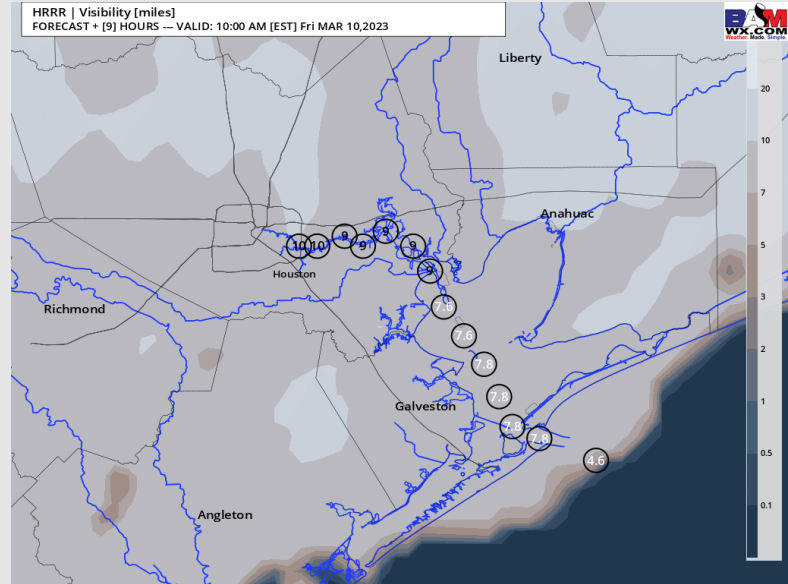 HRRR | Visibility [miles]
FORECAST + [9] HOURS --- VALID: 10:00 AM [EST] Fri MAR 10,2023
BAM
WX.COM
Weather. Made. Simple.
Liberty
20
10
7
Anahuac
9
9
10
10
9
9
5
9
Houston
3
7.6
Richmond
7.6
2
7.8
7.8
1
Galveston
7.8
7.8
0.5
4.6
0.1
Angleton